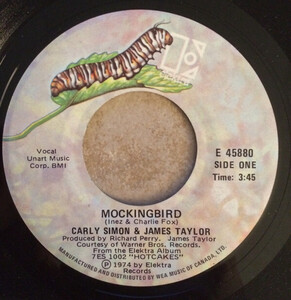 Vocal
Unart Music
Corp. BMI
E 45880
SIDE ONE
Time: 3:45
MOCKINGBIRD
(Inez & Charlie Fox)
CARLY SIMON & JAMES TAYLOR
Produced by Richard Perry. James Taylor
Courtesy of Warner Bros. Records.
From the Elektra Album
7ES 1002 "HOTCAKES"
Ⓟ 1974 by Elektra
Records
MANUFACTURED AND DISTRIBUTED BY WEA MUSIC OF CANADA, LTD.